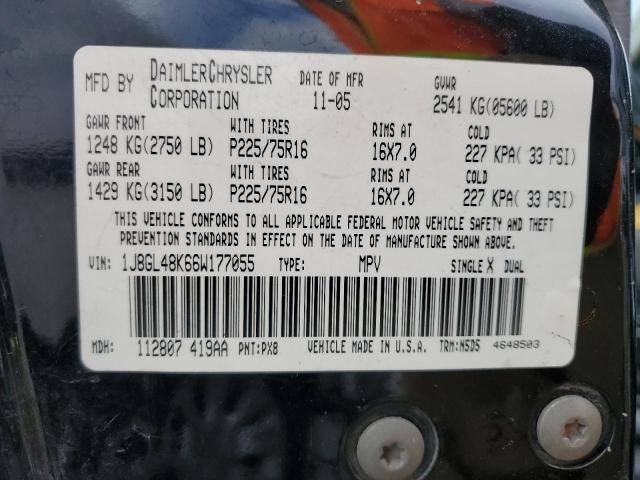 MFD BY DAIMLERCHRYSLER CORPORATION DATE OF MFR 11-05 GVWR 2541 KG(05600 LB)
GAWR FRONT WITH TIRES RIMS AT COLD
1248 KG(2750 LB) P225/75R16 16X7.0 227 KPA( 33 PSI)
GAWR REAR WITH TIRES RIMS AT COLD
1429 KG(3150 LB) P225/75R16 16X7.0 227 KPA( 33 PSI)
THIS VEHICLE CONFORMS TO ALL APPLICABLE FEDERAL MOTOR VEHICLE SAFETY AND THEFT
PREVENTION STANDARDS IN EFFECT ON THE DATE OF MANUFACTURE SHOWN ABOVE.
VIN: 1J8GL48K66W177055 TYPE: MPV SINGLE X DUAL
MDH: 112807 419AA PNT:PX8 VEHICLE MADE IN U.S.A. TRM:N5D5 4648503